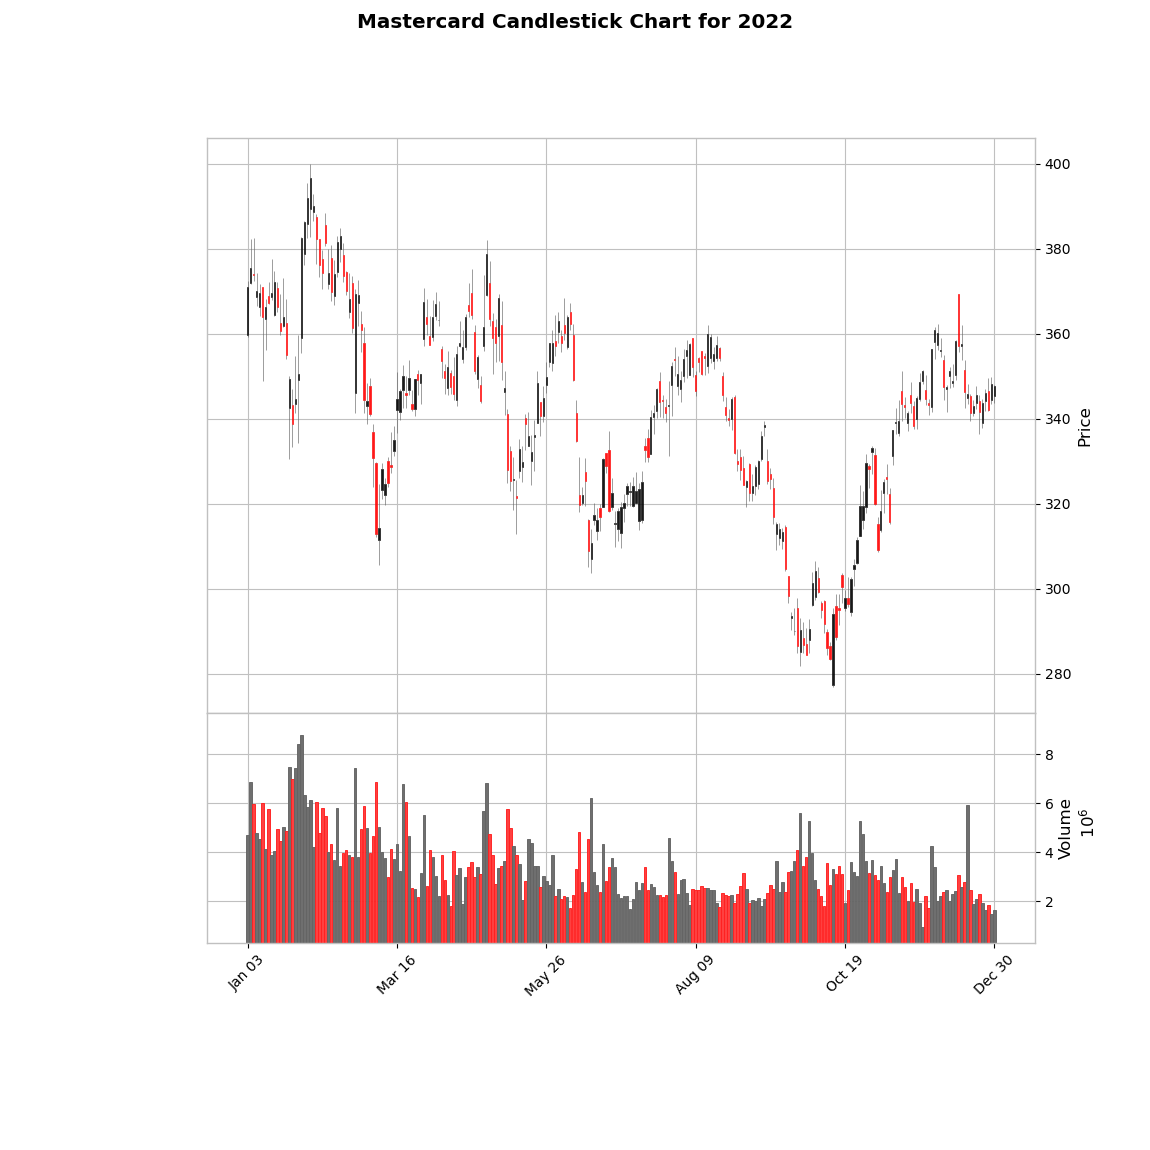 Mastercard Candlestick Chart for 2022
400
380
360
340
320
300
280
Price
8
6
4
2
Volume
10^6
Jan 03
Mar 16
May 26
Aug 09
Oct 19
Dec 30